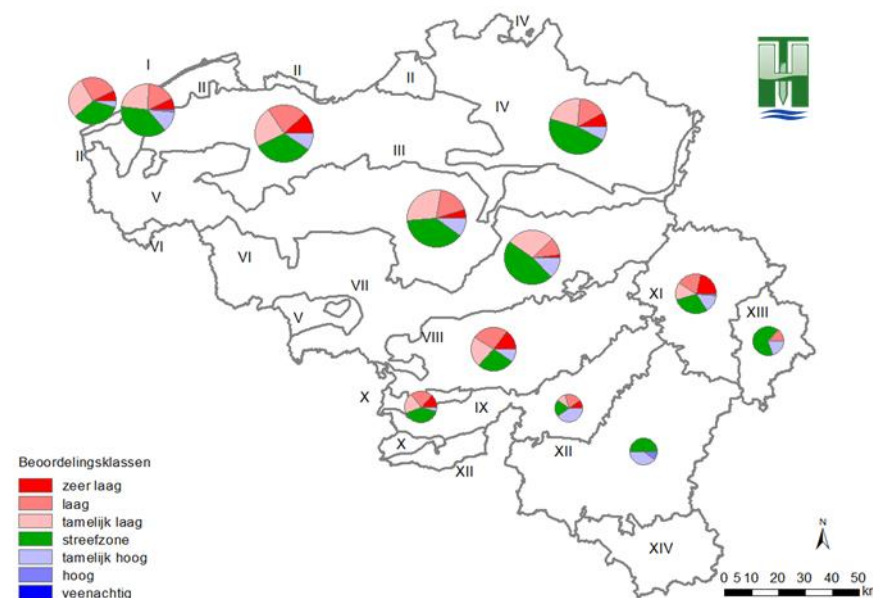 IV
I
II
II
II
IV
III
II
V
VI
VI
VII
V
XI
XIII
VIII
X
IX
X
XII
XII
XIV
Beoordelingsklassen
zeer laag
laag
tamelijk laag
streefzone
tamelijk hoog
hoog
veenachtig
N
0 5 10 20 30 40 50
km